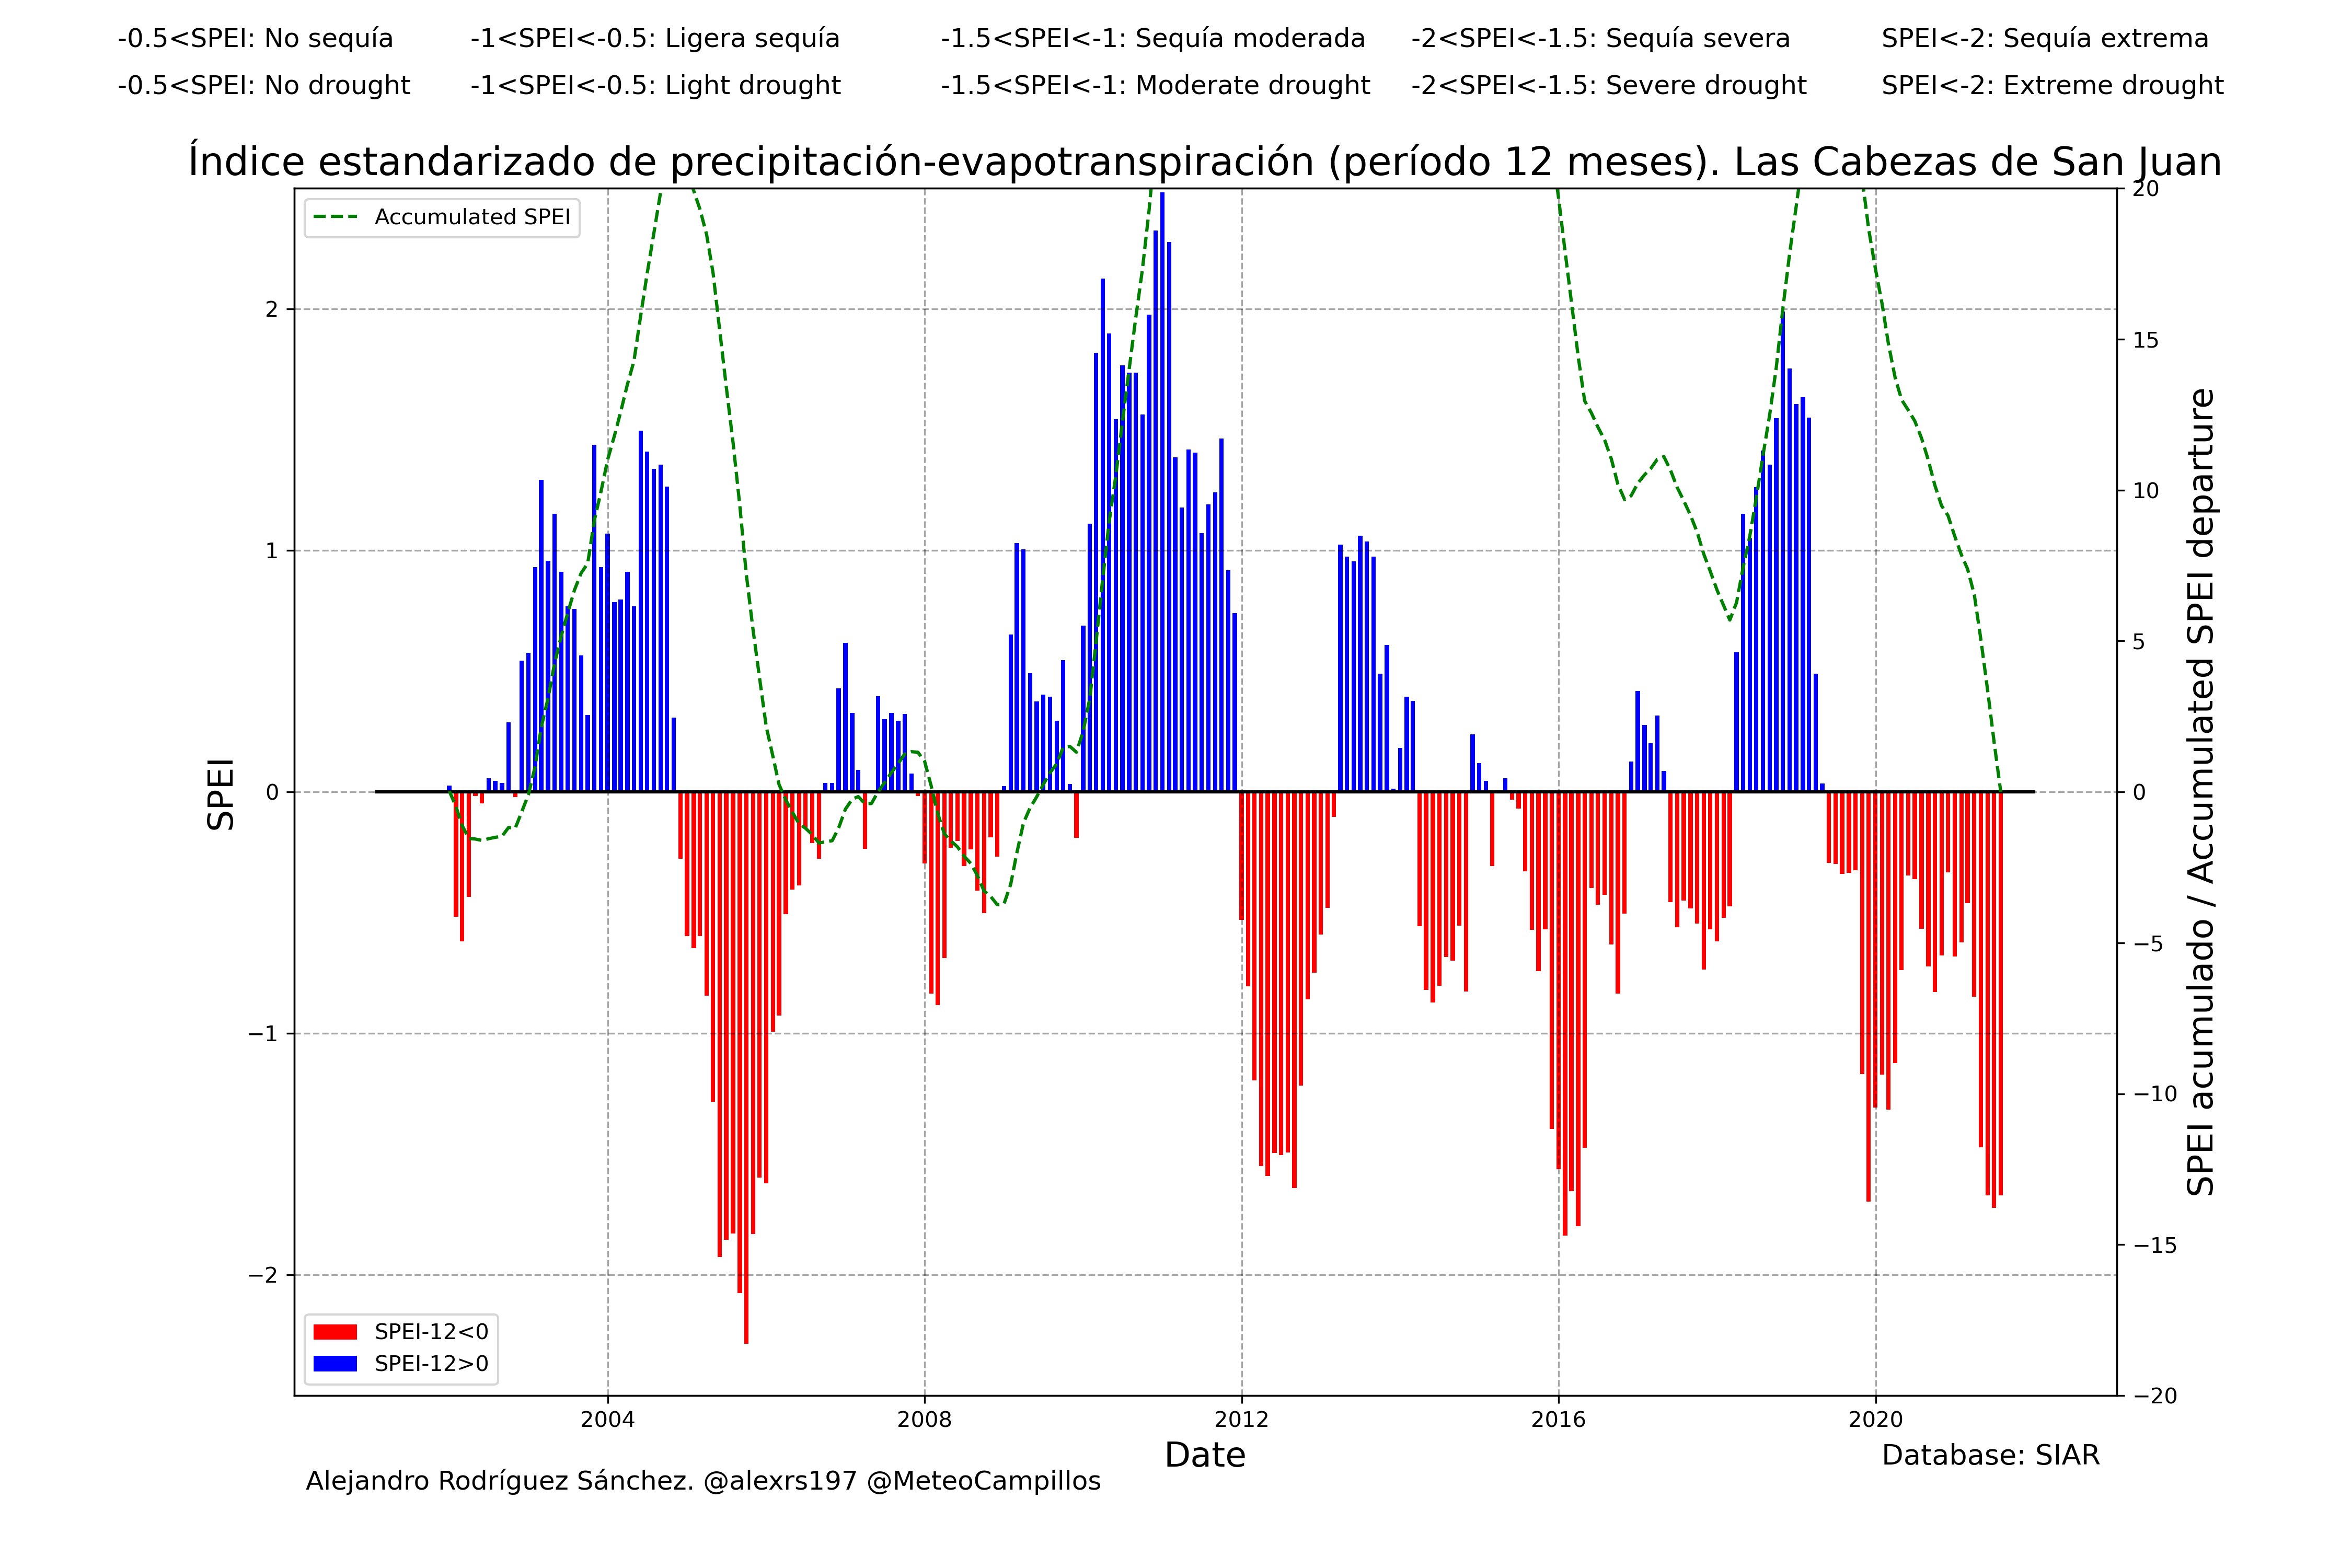 -0.5<SPEI: No sequía
-1<SPEI<-0.5: Ligera sequía
-1.5<SPEI<-1: Sequía moderada
-2<SPEI<-1.5: Sequía severa
SPEI<-2: Sequía extrema
-0.5<SPEI: No drought
-1<SPEI<-0.5: Light drought
-1.5<SPEI<-1: Moderate drought
-2<SPEI<-1.5: Severe drought
SPEI<-2: Extreme drought
Índice estandarizado de precipitación-evapotranspiración (período 12 meses). Las Cabezas de San Juan
Accumulated SPEI
SPEI
2
1
0
−1
−2
20
15
10
5
0
−5
−10
−15
−20
SPEI acumulado / Accumulated SPEI departure
SPEI-12<0
SPEI-12>0
2004
2008
2012
2016
2020
Date
Database: SIAR
Alejandro Rodríguez Sánchez. @alexrs197 @MeteoCampillos